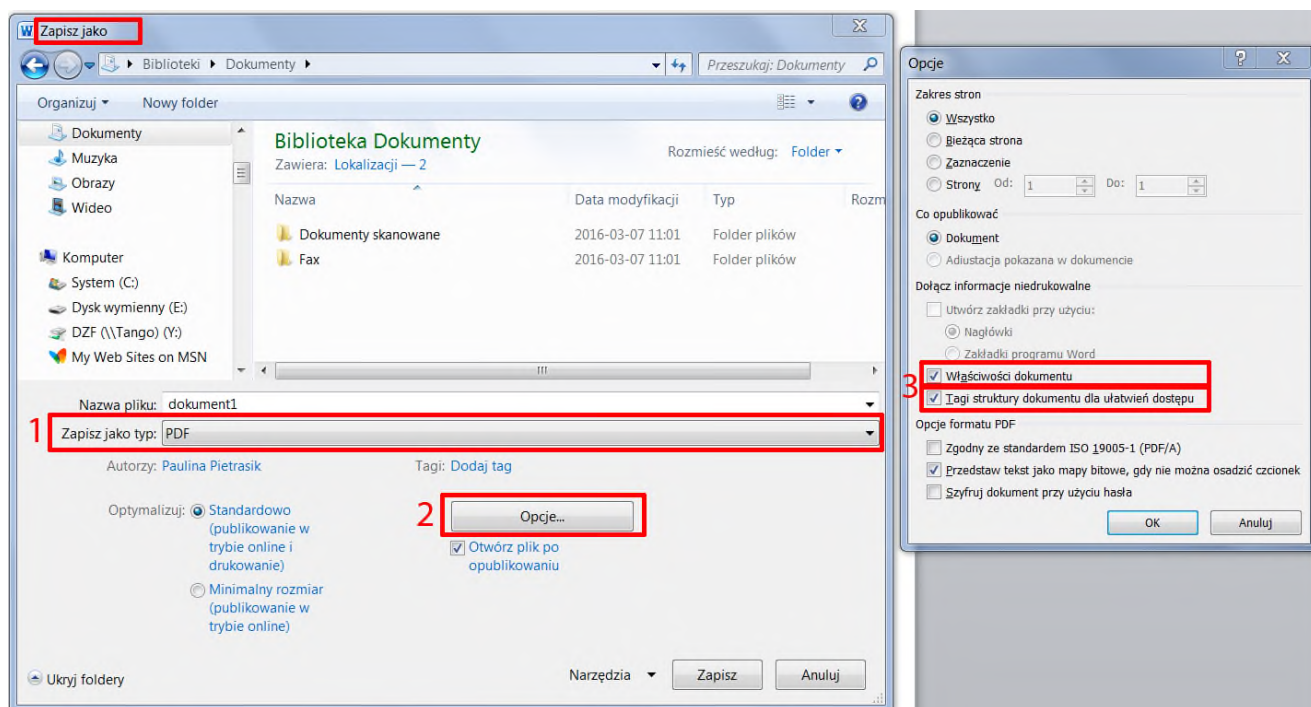 Zapisz jako
Biblioteki Dokumenty
Przeszukaj: Dokumenty
Organizuj Nowy folder
Dokumenty
Muzyka
Obrazy
Wideo
Komputer
System (C:)
Dysk wymienny (E:)
DZF (\\Tango) (Y:)
My Web Sites on MSN
Biblioteka Dokumenty
Zawiera: Lokalizacji — 2
Rozmieść według: Folder
Nazwa Data modyfikacji Typ Rozm
Dokumenty skanowane 2016-03-07 11:01 Folder plików
Fax 2016-03-07 11:01 Folder plików
Nazwa pliku: dokument1
1 Zapisz jako typ: PDF
Autorzy: Paulina Pietrasik Tagi: Dodaj tag
Optymalizuj: Standardowo
(publikowanie w
trybie online i
drukowanie)
Minimalny rozmiar
(publikowanie w
trybie online)
2 Opcje...
Otwórz plik po
opublikowaniu
Ukryj foldery
Narzędzia Zapisz Anuluj
Opcje
Zakres stron
Wszystko
Bieżąca strona
Zaznaczenie
Strony Od: 1 Do: 1
Co opublikować
Dokument
Adiustacja pokazana w dokumencie
Dołącz informacje niedrukowalne
Utwórz zakładki przy użyciu:
Nagłówki
Zakładki programu Word
3 Właściwości dokumentu
Tagi struktury dokumentu dla ułatwień dostępu
Opcje formatu PDF
Zgodny ze standardem ISO 19005-1 (PDF/A)
Przedstaw tekst jako mapy bitowe, gdy nie można osadzić czcionek
Szyfruj dokument przy użyciu hasła
OK Anuluj